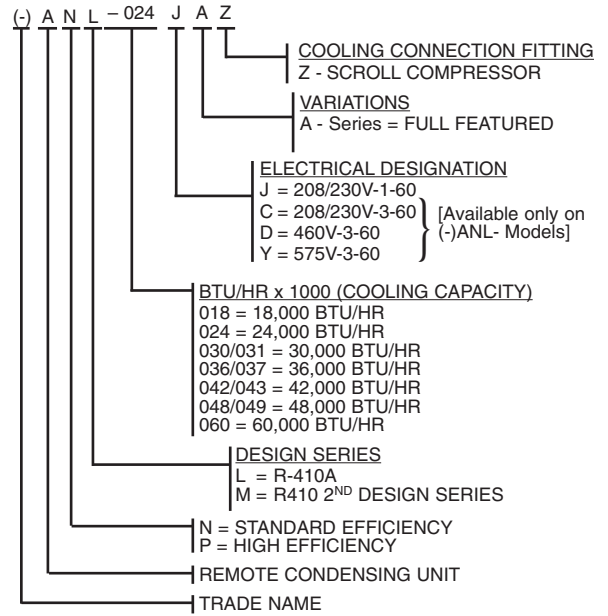 (-) A N L - 024 J A Z
COOLING CONNECTION FITTING
Z - SCROLL COMPRESSOR
VARIATIONS
A - Series = FULL FEATURED
ELECTRICAL DESIGNATION
J = 208/230V-1-60
C = 208/230V-3-60
D = 460V-3-60
Y = 575V-3-60
[Available only on
(-)ANL- Models]
BTU/HR x 1000 (COOLING CAPACITY)
018 = 18,000 BTU/HR
024 = 24,000 BTU/HR
030/031 = 30,000 BTU/HR
036/037 = 36,000 BTU/HR
042/043 = 42,000 BTU/HR
048/049 = 48,000 BTU/HR
060 = 60,000 BTU/HR
DESIGN SERIES
L = R-410A
M = R410 2ND DESIGN SERIES
N = STANDARD EFFICIENCY
P = HIGH EFFICIENCY
REMOTE CONDENSING UNIT
TRADE NAME